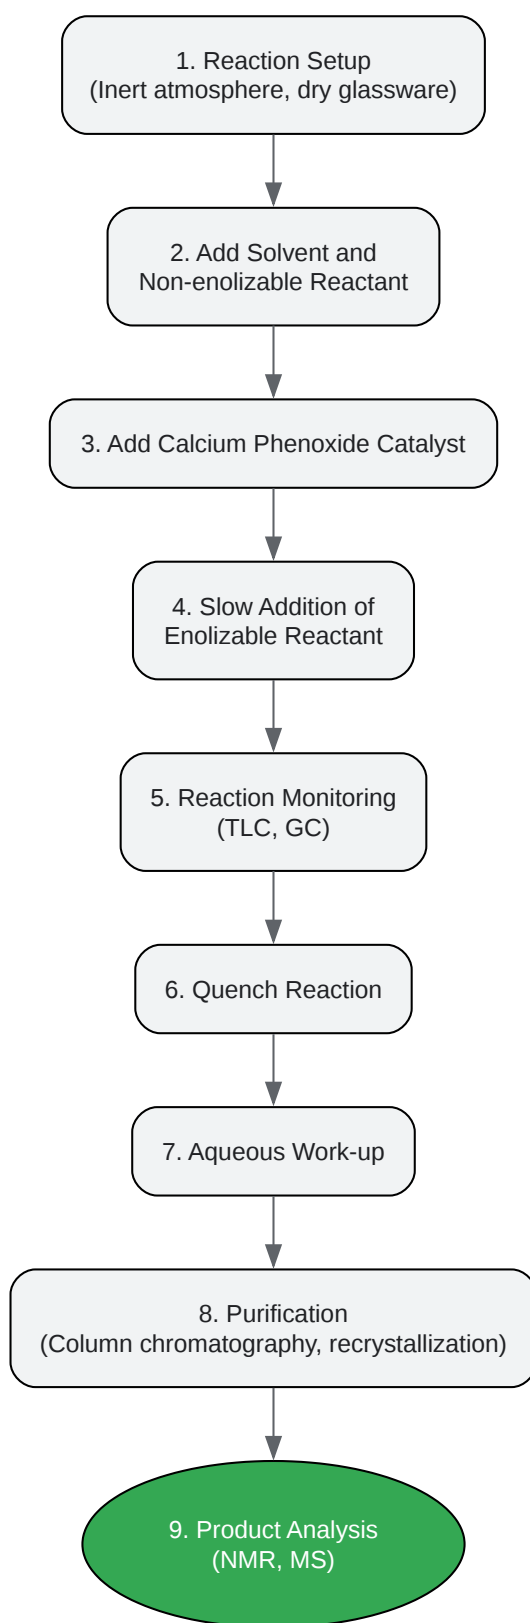 1. Reaction Setup
(Inert atmosphere, dry glassware)
2. Add Solvent and
Non-enolizable Reactant
3. Add Calcium Phenoxide Catalyst
4. Slow Addition of
Enolizable Reactant
5. Reaction Monitoring
(TLC, GC)
6. Quench Reaction
7. Aqueous Work-up
8. Purification
(Column chromatography, recrystallization)
9. Product Analysis
(NMR, MS)